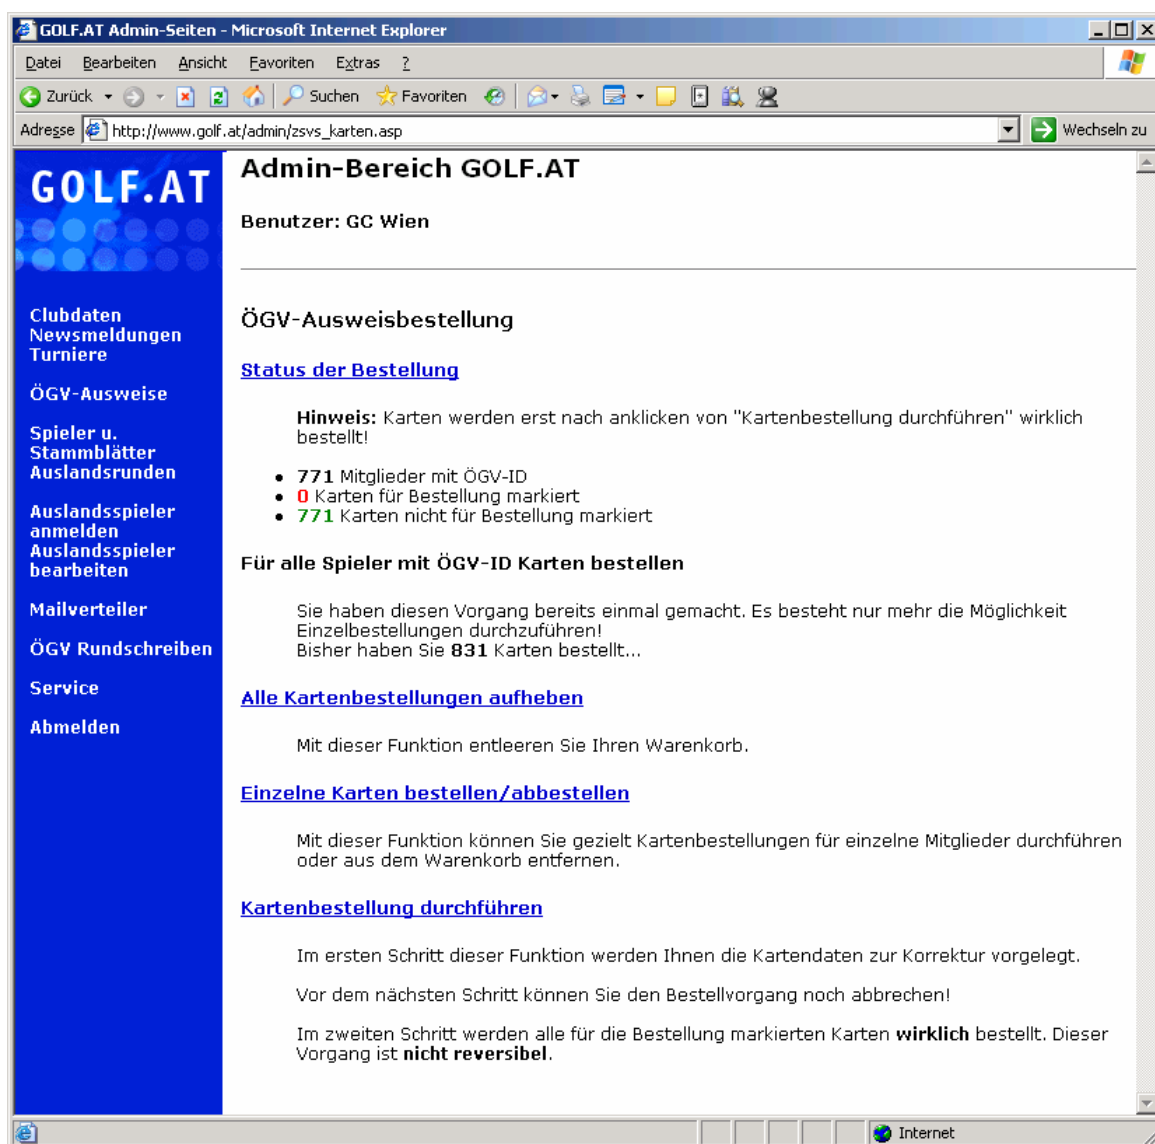 GOLF.AT Admin-Seiten - Microsoft Internet Explorer
Datei Bearbeiten Ansicht Favoriten Extras ?
Zurück Suchen Favoriten
Adresse http://www.golf.at/admin/zsvs_karten.asp Wechseln zu
GOLF.AT
Clubdaten
Newsmeldungen
Turniere
ÖGV-Ausweise
Spieler u.
Stammblätter
Auslandsrunden
Auslandsspieler
anmelden
Auslandsspieler
bearbeiten
Mailverteiler
ÖGV Rundschreiben
Service
Abmelden
Admin-Bereich GOLF.AT
Benutzer: GC Wien
ÖGV-Ausweisbestellung
Status der Bestellung
Hinweis: Karten werden erst nach anklicken von "Kartenbestellung durchführen" wirklich
bestellt!
• 771 Mitglieder mit ÖGV-ID
• 0 Karten für Bestellung markiert
• 771 Karten nicht für Bestellung markiert
Für alle Spieler mit ÖGV-ID Karten bestellen
Sie haben diesen Vorgang bereits einmal gemacht. Es besteht nur mehr die Möglichkeit
Einzelbestellungen durchzuführen!
Bisher haben Sie 831 Karten bestellt...
Alle Kartenbestellungen aufheben
Mit dieser Funktion entleeren Sie Ihren Warenkorb.
Einzelne Karten bestellen/abbestellen
Mit dieser Funktion können Sie gezielt Kartenbestellungen für einzelne Mitglieder durchführen
oder aus dem Warenkorb entfernen.
Kartenbestellung durchführen
Im ersten Schritt dieser Funktion werden Ihnen die Kartendaten zur Korrektur vorgelegt.
Vor dem nächsten Schritt können Sie den Bestellvorgang noch abbrechen!
Im zweiten Schritt werden alle für die Bestellung markierten Karten wirklich bestellt. Dieser
Vorgang ist nicht reversibel.
Internet